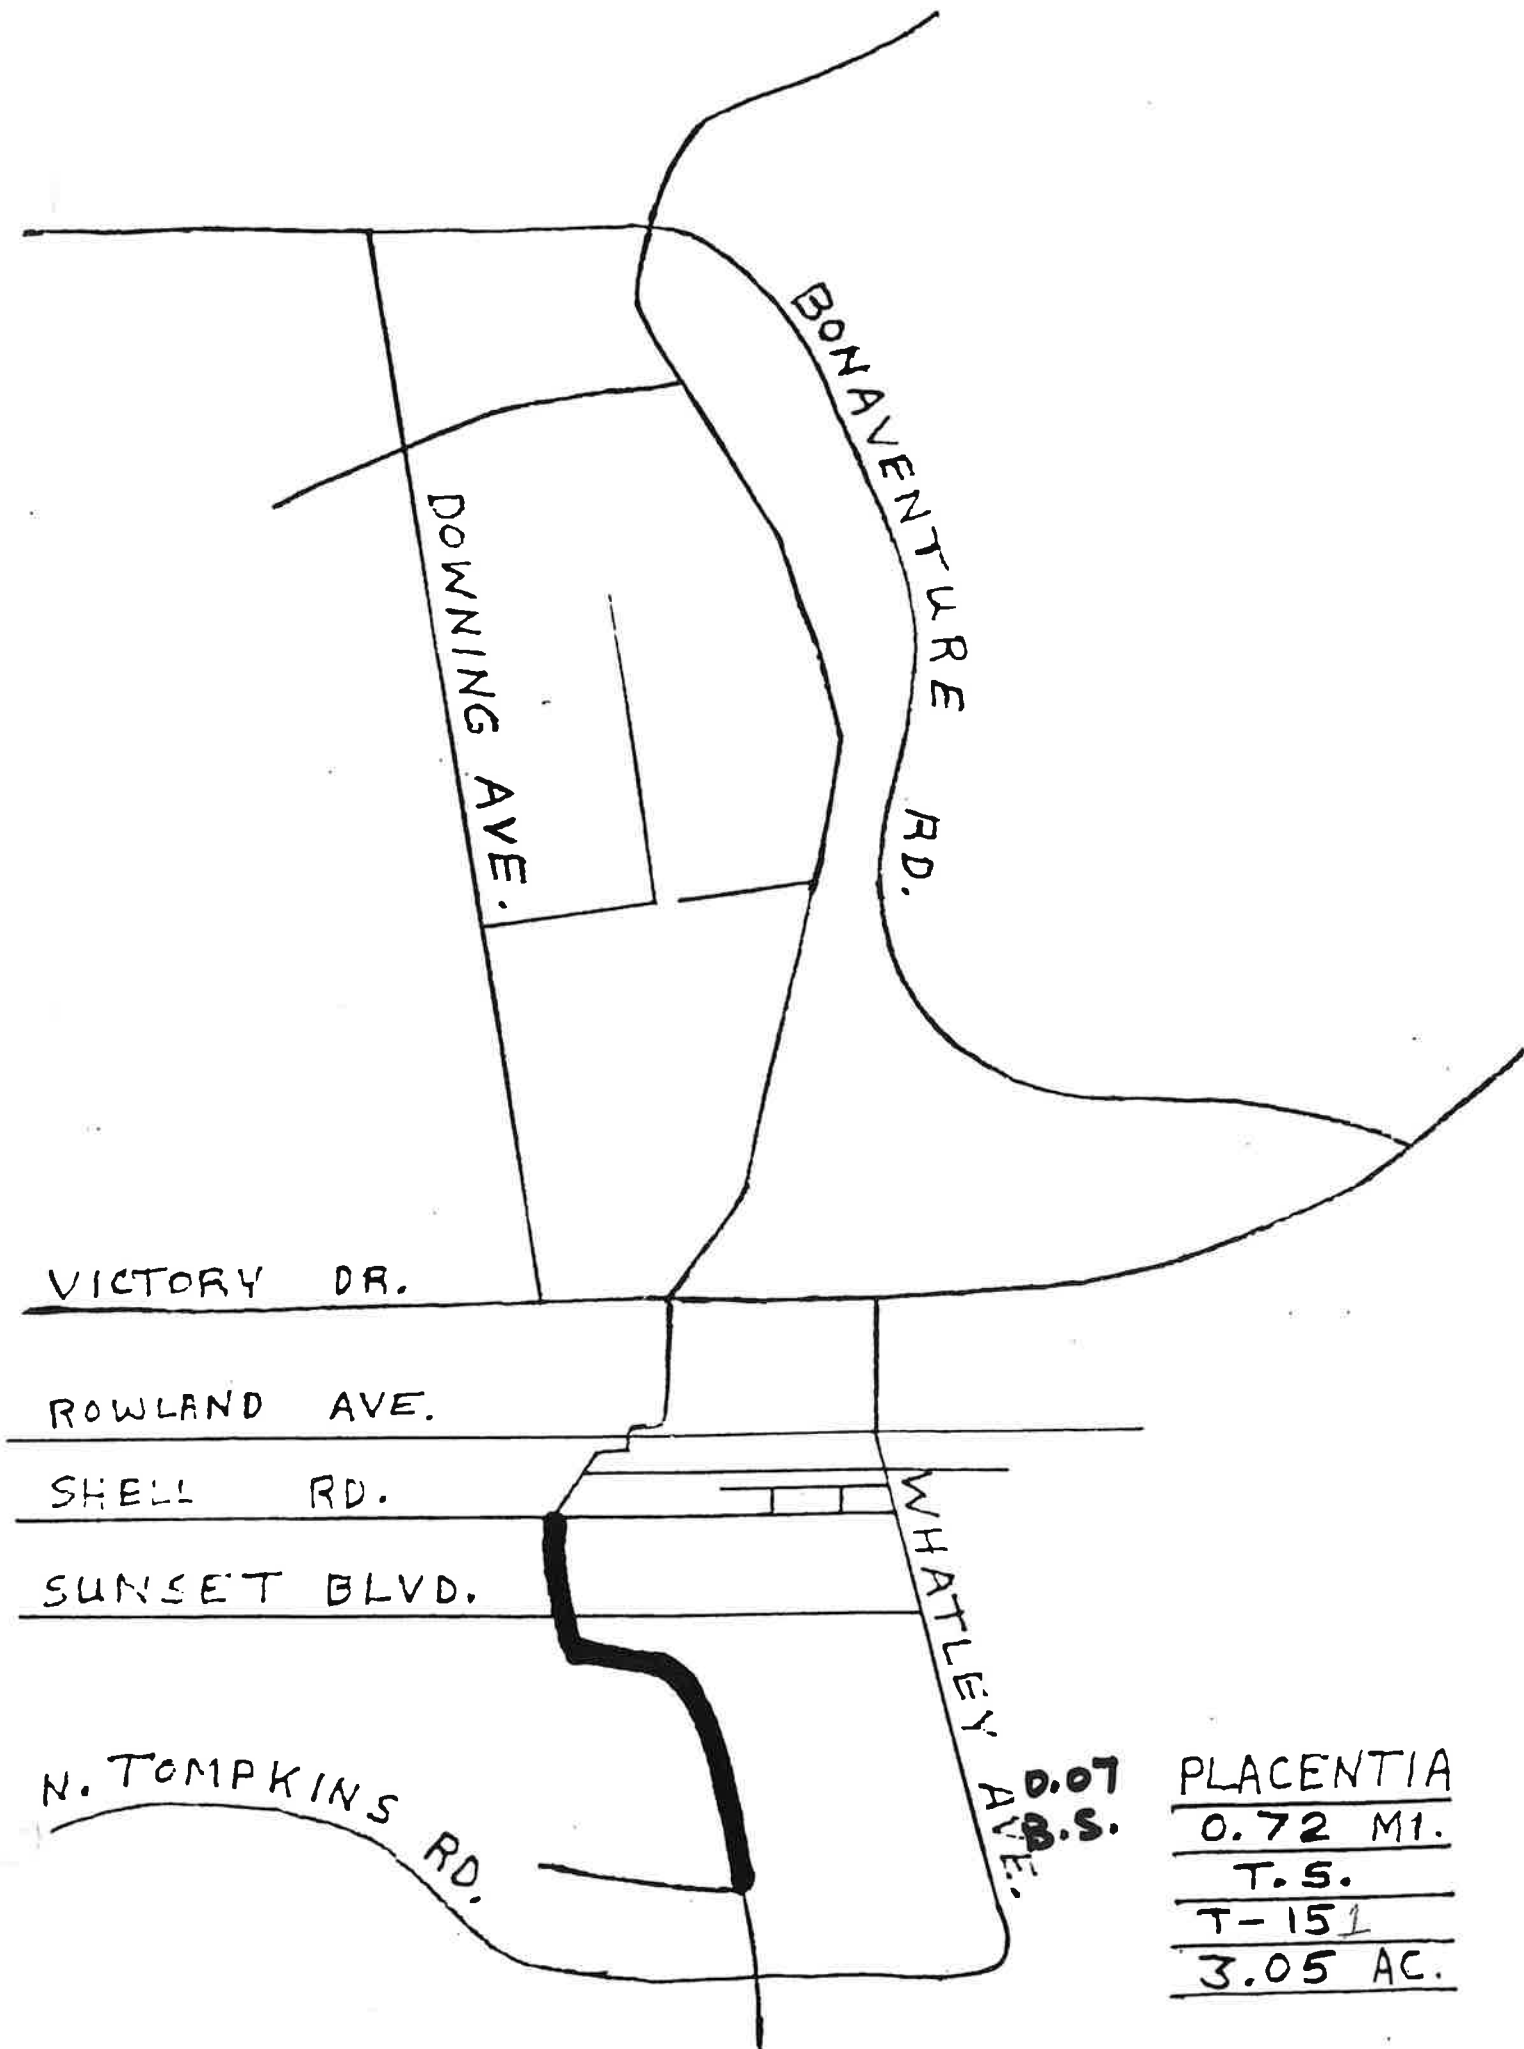 BONAVENTURE RD.
DOWNING AVE.
VICTORY DR.
ROWLAND AVE.
SHELL RD.
SUNSET BLVD.
WHATLEY AVE.
N. TOMPKINS RD.
0.07
B.S.
PLACENTIA
0.72 MI.
T.S.
T-151
3.05 AC.